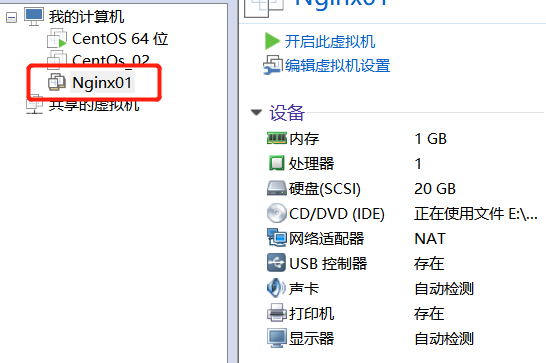 我的计算机
CentOS 64 位
CentOs_02
Nginx01
共享的虚拟机
Nginx01
开启此虚拟机
编辑虚拟机设置
设备
内存 1 GB
处理器 1
硬盘(SCSI) 20 GB
CD/DVD (IDE) 正在使用文件 E:\...
网络适配器 NAT
USB 控制器 存在
声卡 自动检测
打印机 存在
显示器 自动检测